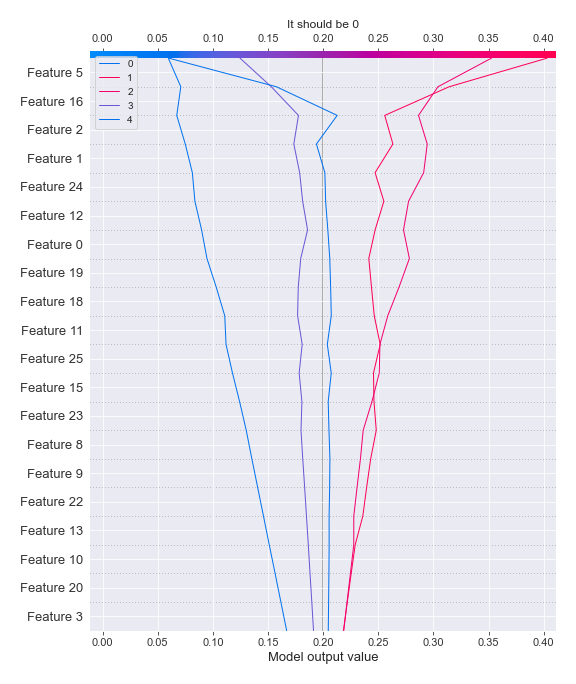 It should be 0
0.00 0.05 0.10 0.15 0.20 0.25 0.30 0.35 0.40
0
1
2
3
4
Feature 5
Feature 16
Feature 2
Feature 1
Feature 24
Feature 12
Feature 0
Feature 19
Feature 18
Feature 11
Feature 25
Feature 15
Feature 23
Feature 8
Feature 9
Feature 22
Feature 13
Feature 10
Feature 20
Feature 3
0.00 0.05 0.10 0.15 0.20 0.25 0.30 0.35 0.40
Model output value